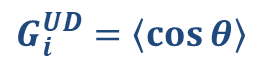 G_i^{UD} = ⟨cos θ⟩